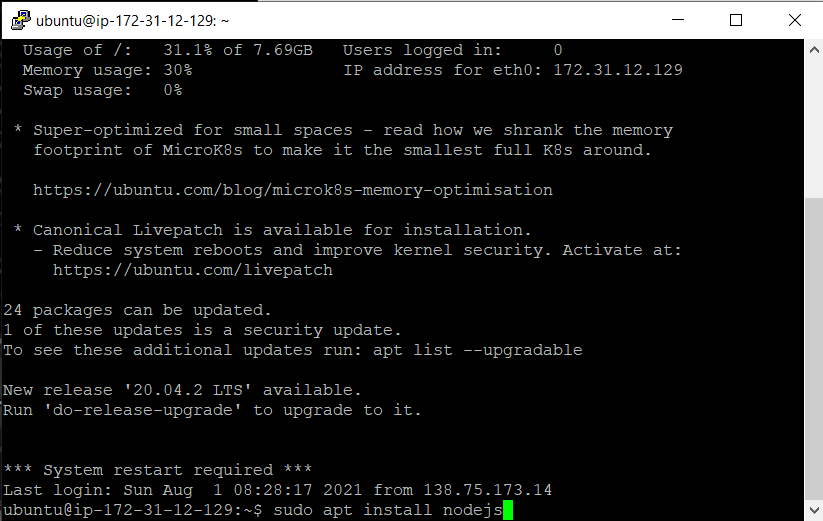 ubuntu@ip-172-31-12-129: ~
Usage of /:   31.1% of 7.69GB   Users logged in:     0
Memory usage: 30%               IP address for eth0: 172.31.12.129
Swap usage:   0%
* Super-optimized for small spaces - read how we shrank the memory
footprint of MicroK8s to make it the smallest full K8s around.
https://ubuntu.com/blog/microk8s-memory-optimisation
* Canonical Livepatch is available for installation.
- Reduce system reboots and improve kernel security. Activate at:
https://ubuntu.com/livepatch
24 packages can be updated.
1 of these updates is a security update.
To see these additional updates run: apt list --upgradable
New release '20.04.2 LTS' available.
Run 'do-release-upgrade' to upgrade to it.
*** System restart required ***
Last login: Sun Aug  1 08:28:17 2021 from 138.75.173.14
ubuntu@ip-172-31-12-129:~$ sudo apt install nodejs